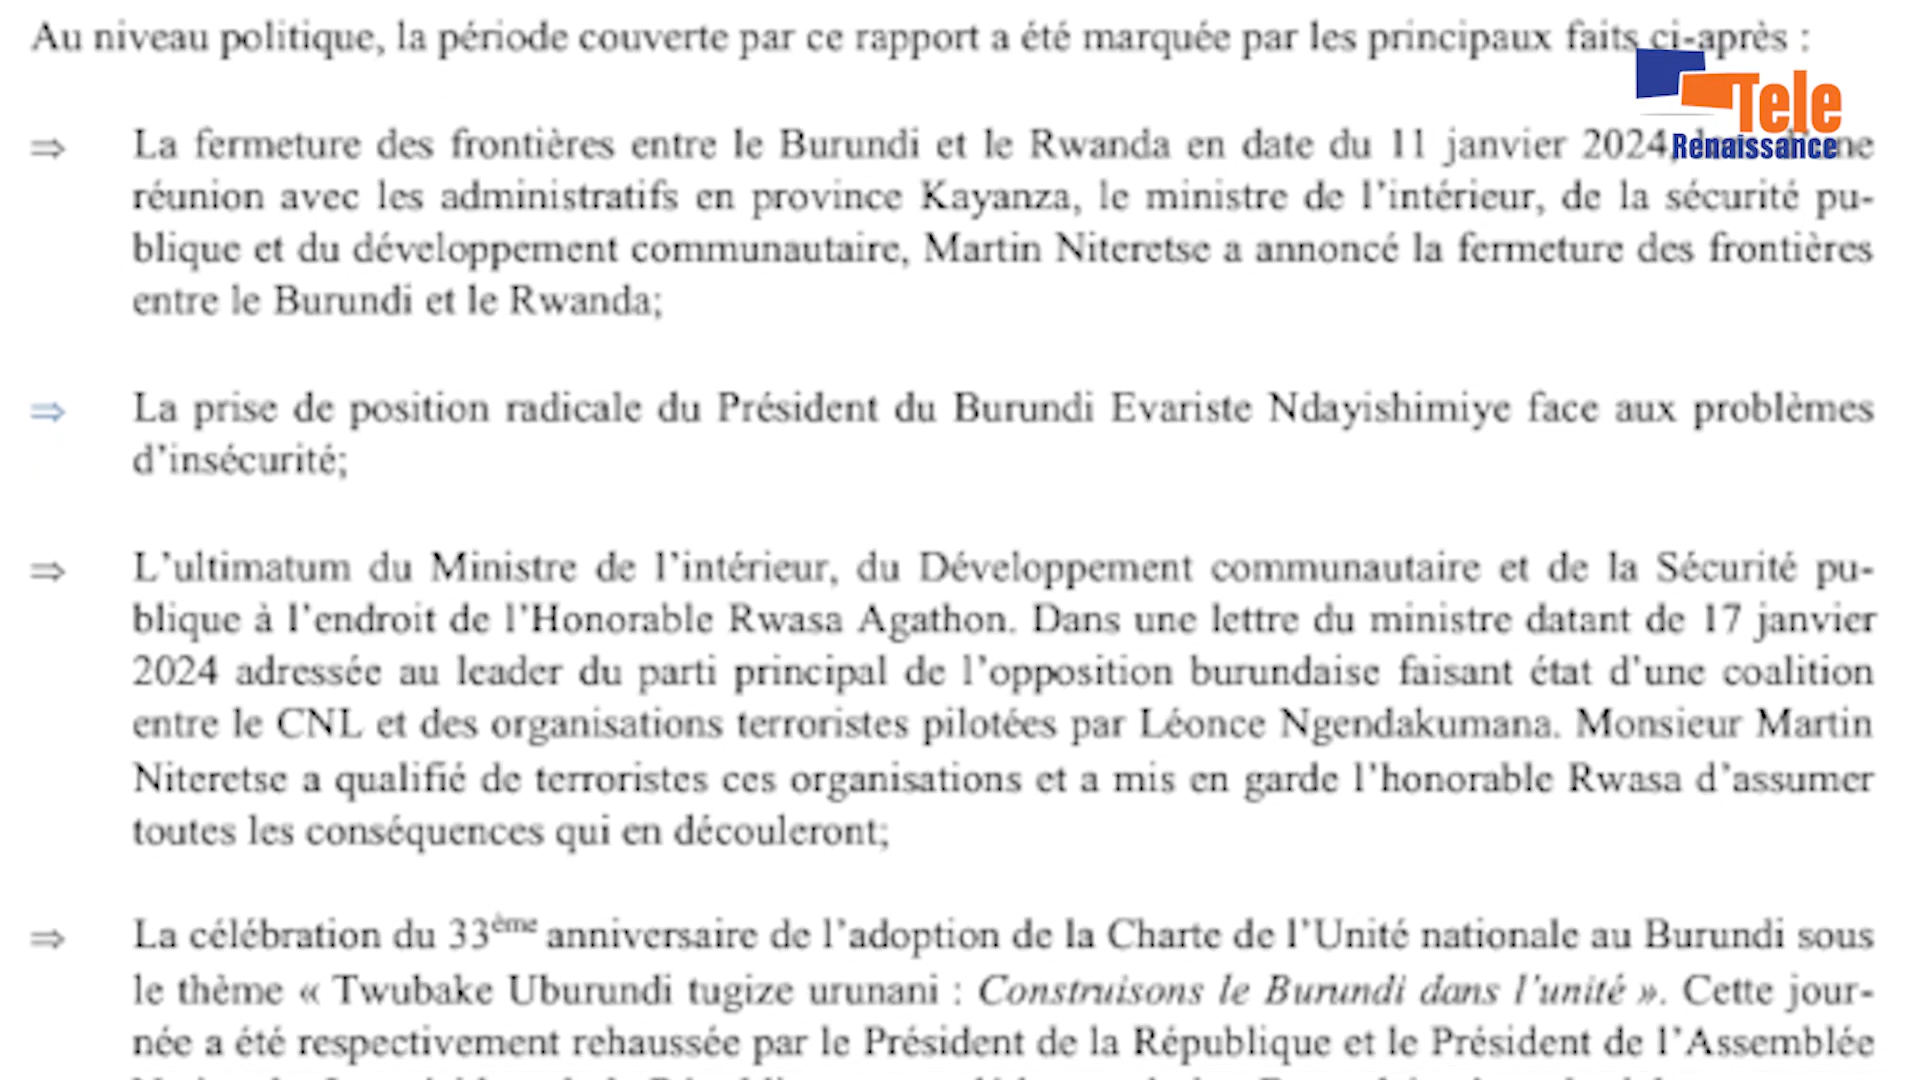 Au niveau politique, la période couverte par ce rapport a été marquée par les principaux faits ci-après :
Tele
Renaissance
⇒ La fermeture des frontières entre le Burundi et le Rwanda en date du 11 janvier 2024,
réunion avec les administratifs en province Kayanza, le ministre de l'intérieur, de la sécurité pu-
blique et du développement communautaire, Martin Niteretse a annoncé la fermeture des frontières
entre le Burundi et le Rwanda;
⇒ La prise de position radicale du Président du Burundi Evariste Ndayishimiye face aux problèmes
d'insécurité;
⇒ L'ultimatum du Ministre de l'intérieur, du Développement communautaire et de la Sécurité pu-
blique à l'endroit de l'Honorable Rwasa Agathon. Dans une lettre du ministre datant de 17 janvier
2024 adressée au leader du parti principal de l'opposition burundaise faisant état d'une coalition
entre le CNL et des organisations terroristes pilotées par Léonce Ngendakumana. Monsieur Martin
Niteretse a qualifié de terroristes ces organisations et a mis en garde l'honorable Rwasa d'assumer
toutes les conséquences qui en découleront;
⇒ La célébration du 33ème anniversaire de l'adoption de la Charte de l'Unité nationale au Burundi sous
le thème « Twubake Uburundi tugize urunani : Construisons le Burundi dans l'unité ». Cette jour-
née a été respectivement rehaussée par le Président de la République et le Président de l'Assemblée